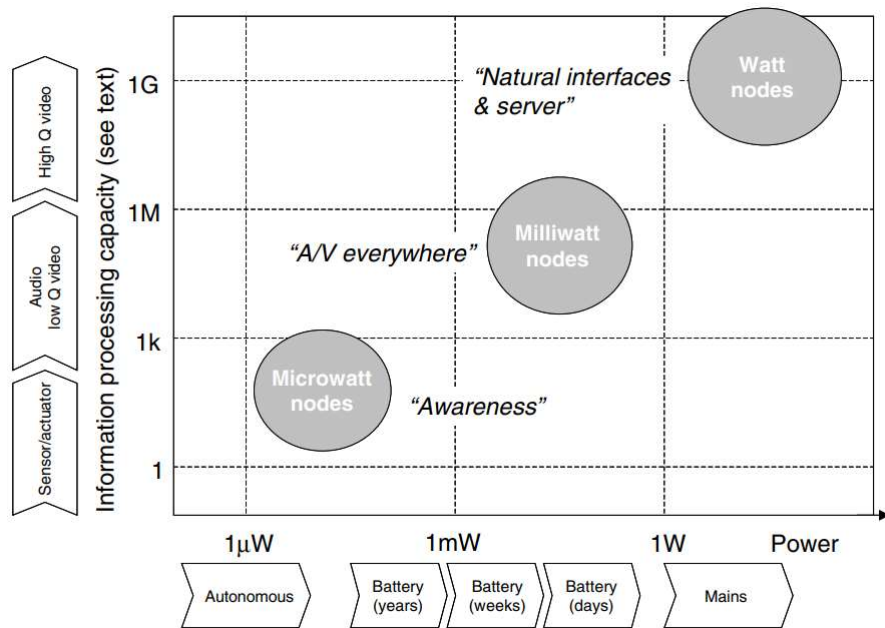 High Q video
Audio
low Q video
Sensor/actuator
Information processing capacity (see text)
1G
1M
1k
1
“Natural interfaces
& server”
Watt
nodes
“A/V everywhere”
Milliwatt
nodes
Microwatt
nodes
“Awareness”
1μW
1mW
1W
Power
Autonomous
Battery
(years)
Battery
(weeks)
Battery
(days)
Mains